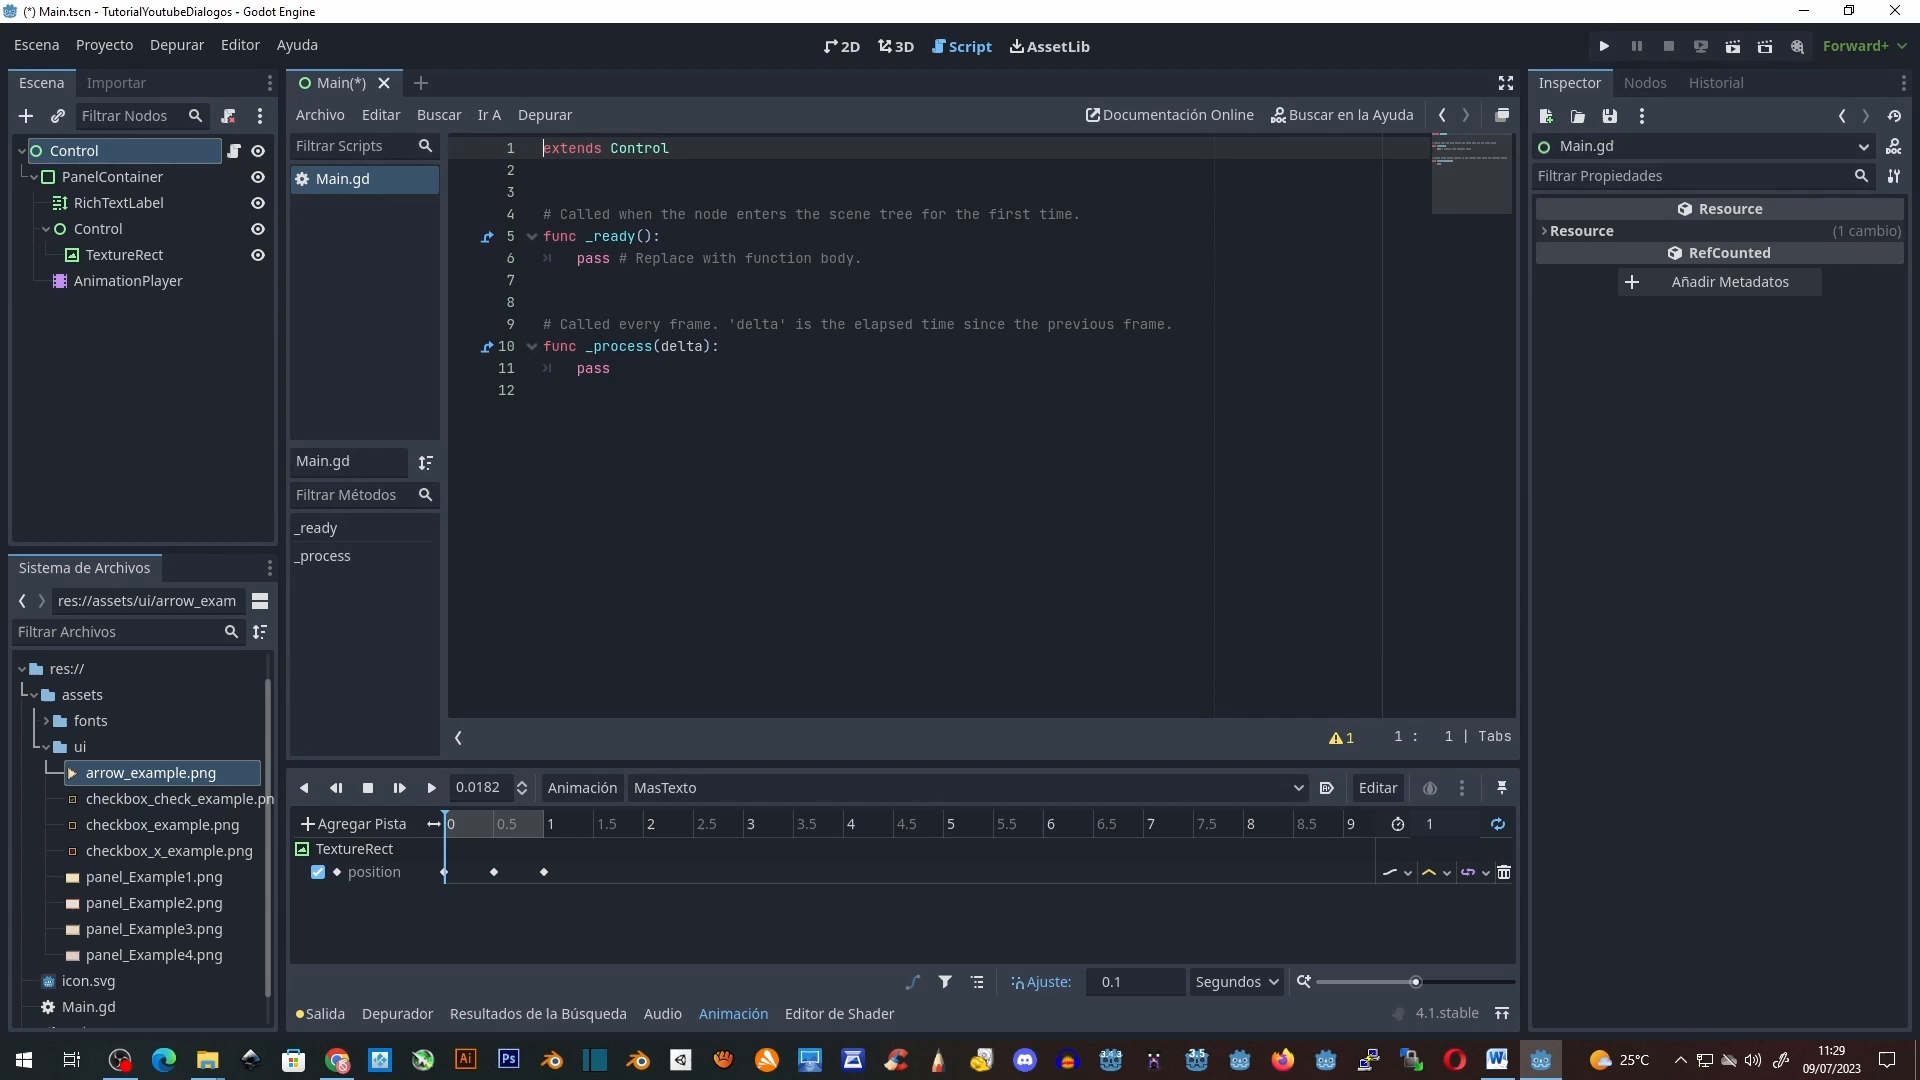 (*) Main.tscn - TutorialYoutubeDialogos - Godot Engine
Escena Proyecto Depurar Editor Ayuda
2D 3D Script AssetLib
Forward+
Escena Importar
Filtrar Nodos
Control
PanelContainer
RichTextLabel
Control
TextureRect
AnimationPlayer
Sistema de Archivos
res://assets/ui/arrow_exam
Filtrar Archivos
res://
assets
fonts
ui
arrow_example.png
checkbox_check_example.pn
checkbox_example.png
checkbox_x_example.png
panel_Example1.png
panel_Example2.png
panel_Example3.png
panel_Example4.png
icon.svg
Main.gd
Main(*)
Archivo Editar Buscar Ir A Depurar
Documentación Online Buscar en la Ayuda
Filtrar Scripts
Main.gd
Main.gd
Filtrar Métodos
_ready
_process
1 extends Control
2
3
4 # Called when the node enters the scene tree for the first time.
5 func _ready():
6 pass # Replace with function body.
7
8
9 # Called every frame. 'delta' is the elapsed time since the previous frame.
10 func _process(delta):
11 pass
12
1 1 : 1 | Tabs
0.0182 Animación MasTexto Editar
Agregar Pista 0 0.5 1 1.5 2 2.5 3 3.5 4 4.5 5 5.5 6 6.5 7 7.5 8 8.5 9 1
TextureRect
position
Ajuste: 0.1 Segundos
Salida Depurador Resultados de la Búsqueda Audio Animación Editor de Shader 4.1.stable
Inspector Nodos Historial
Main.gd
Filtrar Propiedades
Resource
Resource (1 cambio)
RefCounted
Añadir Metadatos
Ai Ps 3.4.3 3.5 W
25°C
11:29
09/07/2023